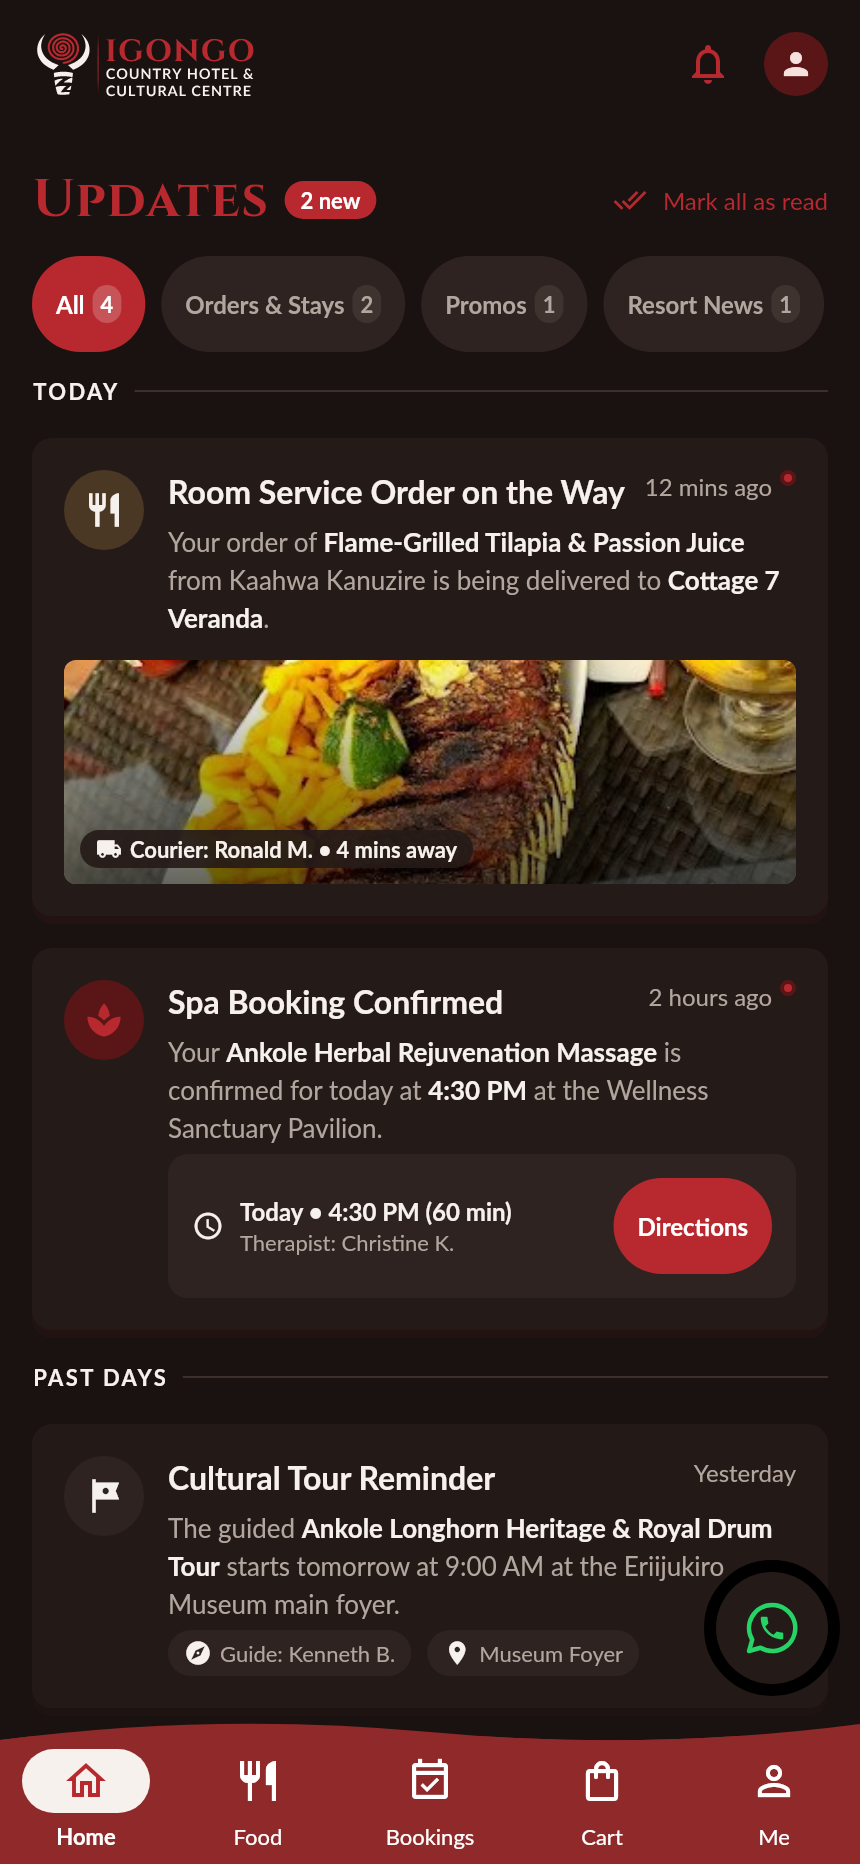 IGONGO
COUNTRY HOTEL &
CULTURAL CENTRE
UPDATES 2 new Mark all as read
All 4 Orders & Stays 2 Promos 1 Resort News 1
TODAY
Room Service Order on the Way 12 mins ago
Your order of Flame-Grilled Tilapia & Passion Juice
from Kaahwa Kanuzire is being delivered to Cottage 7
Veranda.
Courier: Ronald M. • 4 mins away
Spa Booking Confirmed 2 hours ago
Your Ankole Herbal Rejuvenation Massage is
confirmed for today at 4:30 PM at the Wellness
Sanctuary Pavilion.
Today • 4:30 PM (60 min)
Therapist: Christine K.
Directions
PAST DAYS
Cultural Tour Reminder Yesterday
The guided Ankole Longhorn Heritage & Royal Drum
Tour starts tomorrow at 9:00 AM at the Eriijukiro
Museum main foyer.
Guide: Kenneth B. Museum Foyer
Home Food Bookings Cart Me